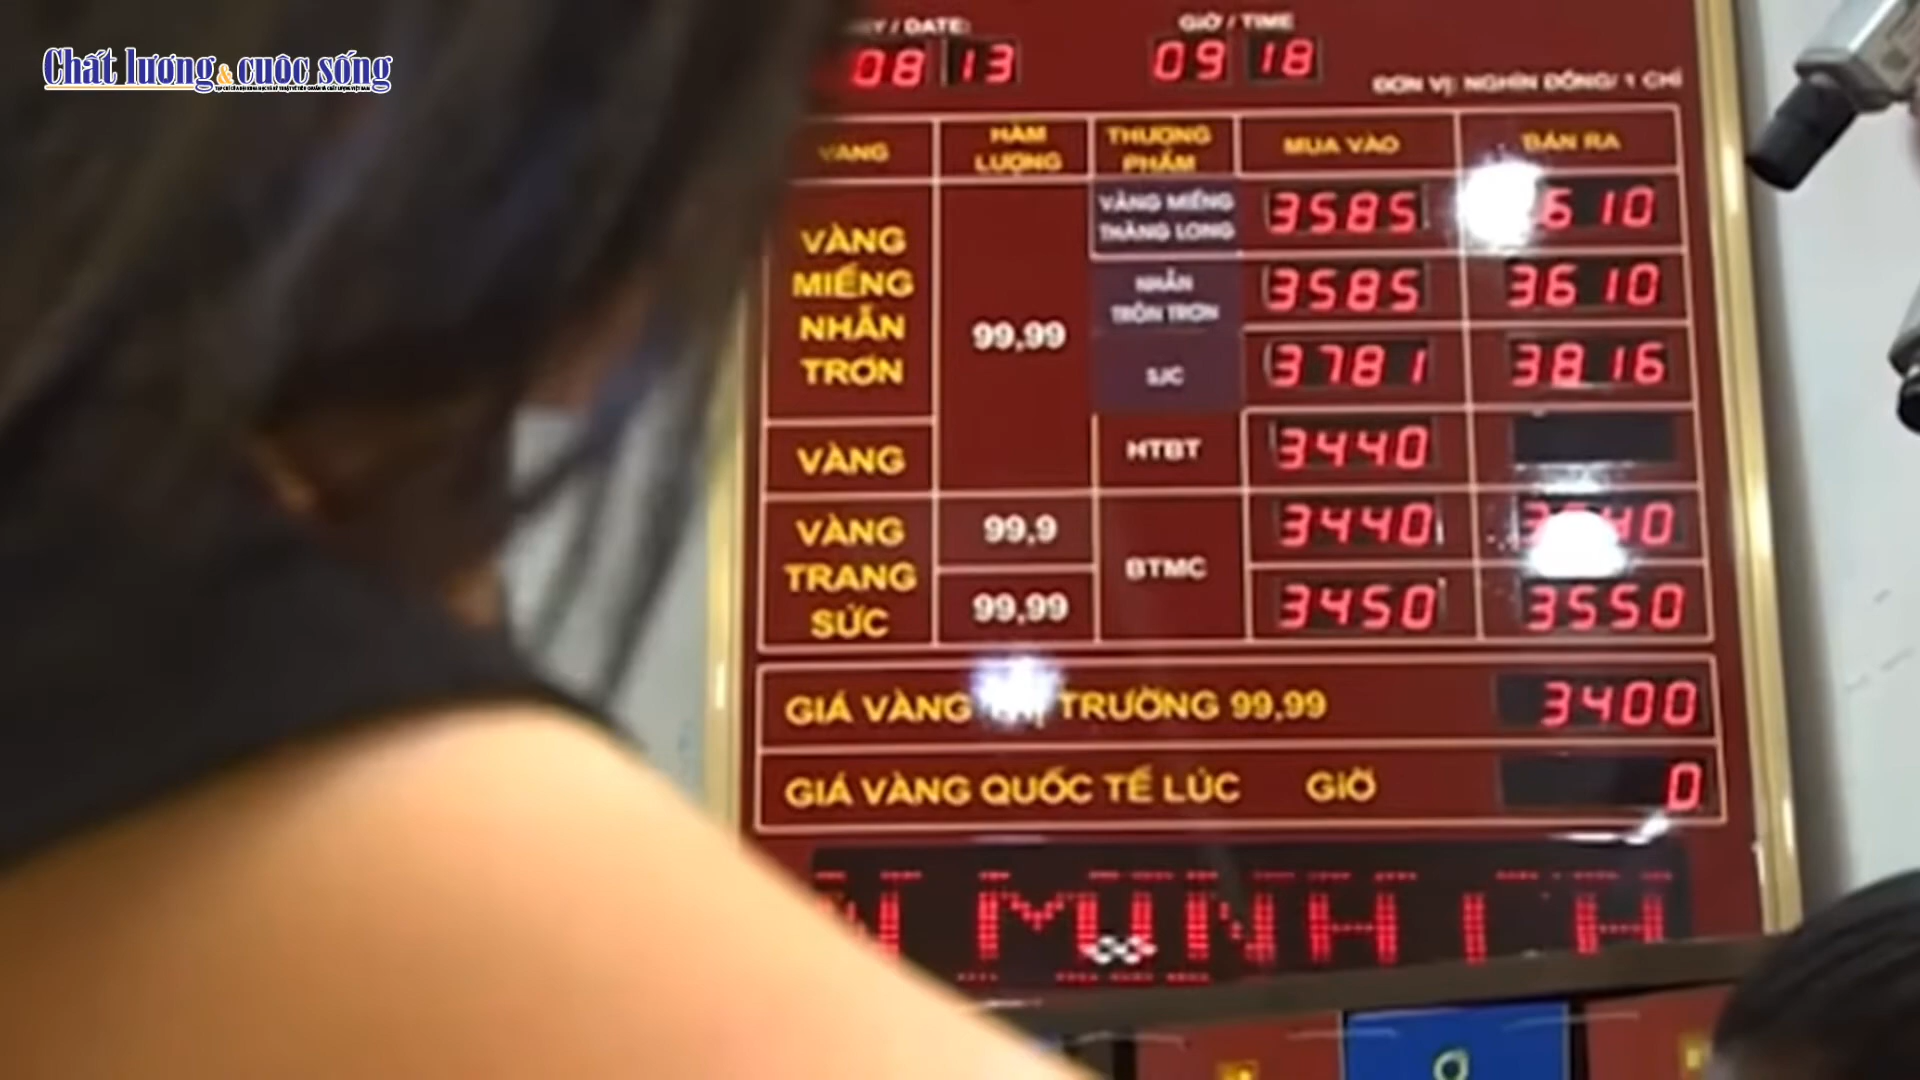 Chất lượng & cuộc sống
/ DATE: GIỜ / TIME
08 13 09 18
ĐƠN VỊ: NGHÌN ĐỒNG/ 1 CHỈ
VÀNG HÀM LƯỢNG THƯƠNG PHẨM MUA VÀO BÁN RA
VÀNG MIẾNG NHẪN TRƠN 99,99 VÀNG MIẾNG THĂNG LONG 3585 610
NHẪN TRÒN TRƠN 3585 3610
SJC 3781 3816
VÀNG HTBT 3440
VÀNG TRANG SỨC 99,9 BTMC 3440
99,99 3450 3550
GIÁ VÀNG TRƯỜNG 99,99 3400
GIÁ VÀNG QUỐC TẾ LÚC GIỜ 0
MINH CH